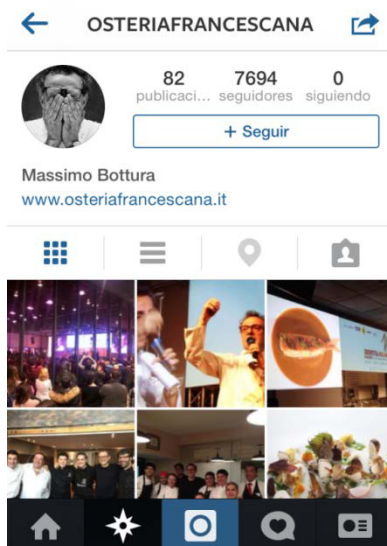 OSTERIAFRANCESCANA
82 7694 0
publicaci... seguidores siguiendo
+ Seguir
Massimo Bottura
www.osteriafrancescana.it